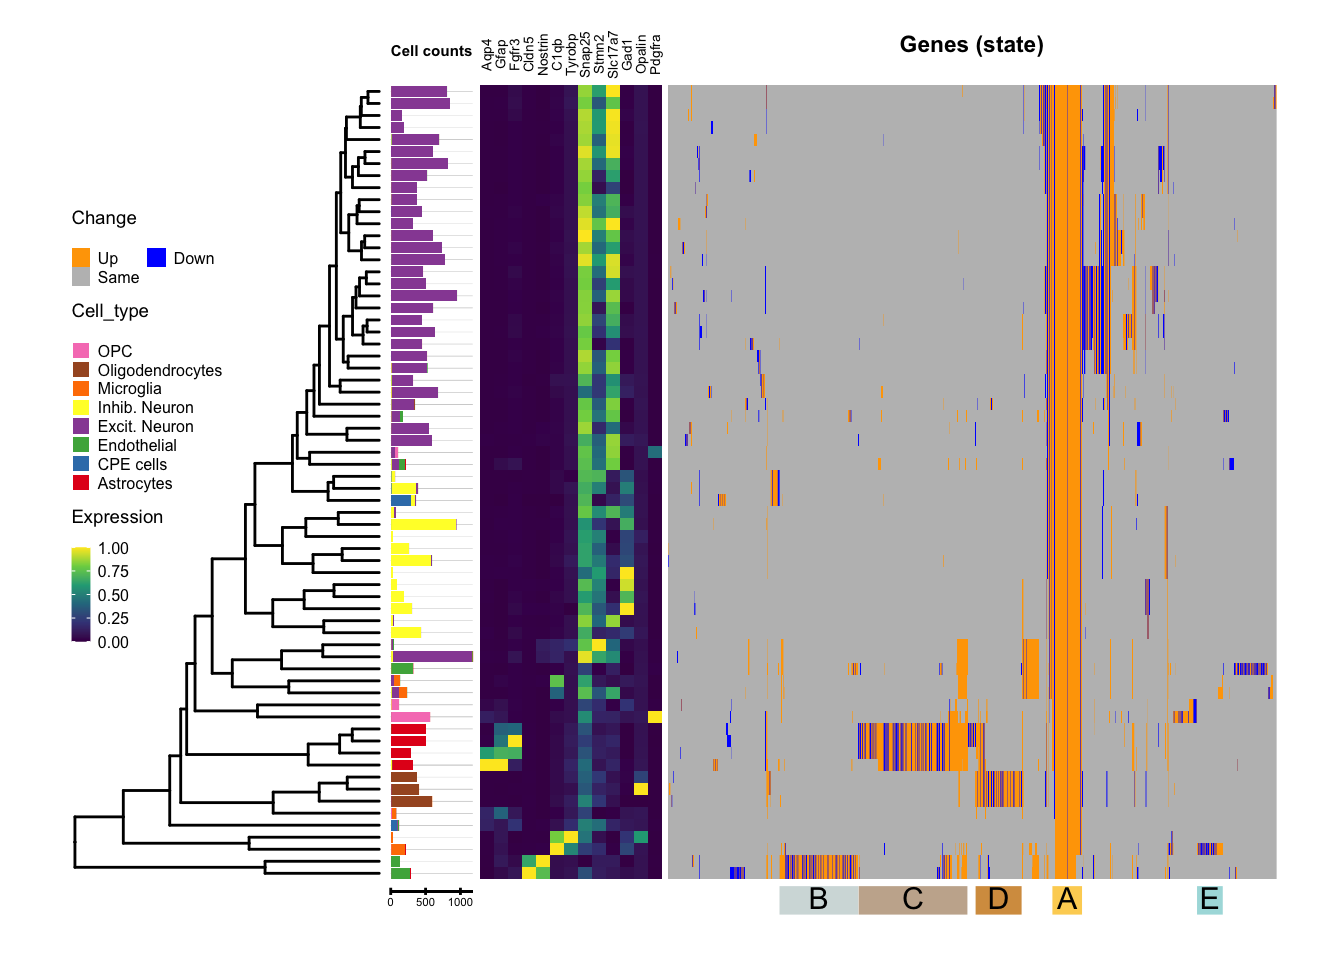 Genes (state)
Cell counts
Aqp4
Gfap
Fgfr3
Cldn5
Nostrin
C1qb
Tyrobp
Snap25
Stmn2
Slc17a7
Gad1
Opalin
Pdgfra
Change
Up
Down
Same
Cell_type
OPC
Oligodendrocytes
Microglia
Inhib. Neuron
Excit. Neuron
Endothelial
CPE cells
Astrocytes
Expression
1.00
0.75
0.50
0.25
0.00
0 500 1000
B C D A E